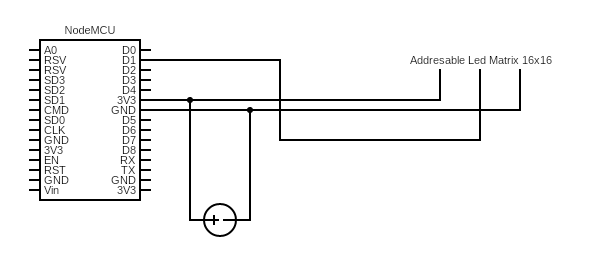 NodeMCU
A0 D0
RSV D1
RSV D2
SD3 D3
SD2 D4
SD1 3V3
CMD GND
SD0 D5
CLK D6
GND D7
3V3 D8
EN RX
RST TX
GND GND
Vin 3V3
Addresable Led Matrix 16x16